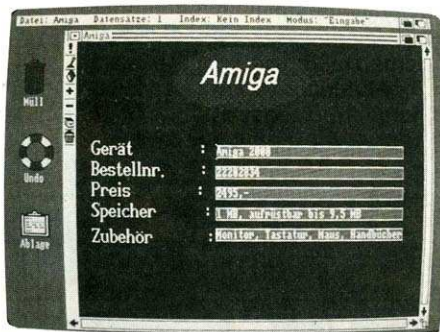 Datei: Amiga Datensätze: 1 Index: Kein Index Modus: "Eingabe"
Amiga
Amiga
Müll
Undo
Ablage
Gerät : Amiga 2000
Bestellnr. : 22202034
Preis : 2495,-
Speicher : 1 MB, aufrüstbar bis 9,5 MB
Zubehör : Monitor, Tastatur, Maus, Handbücher